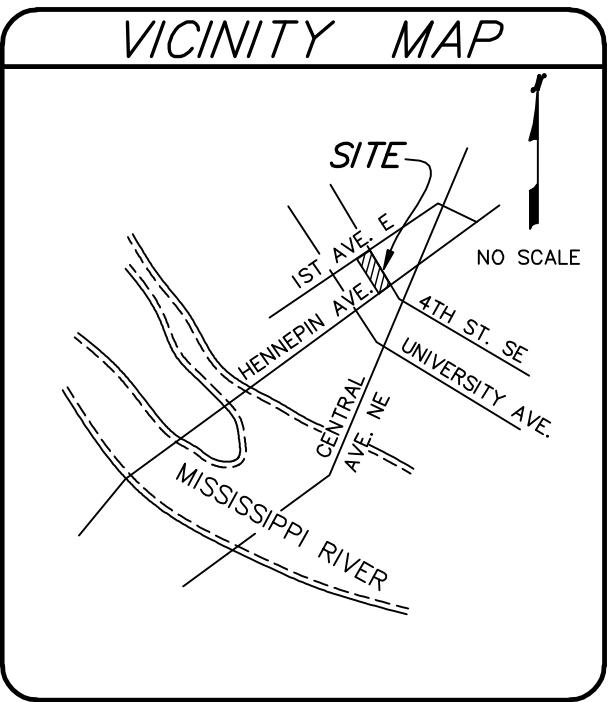 VICINITY MAP
SITE
1ST AVE. E
NO SCALE
HENNEPIN AVE.
4TH ST. SE
UNIVERSITY AVE.
CENTRAL
AVE. NE
MISSISSIPPI RIVER